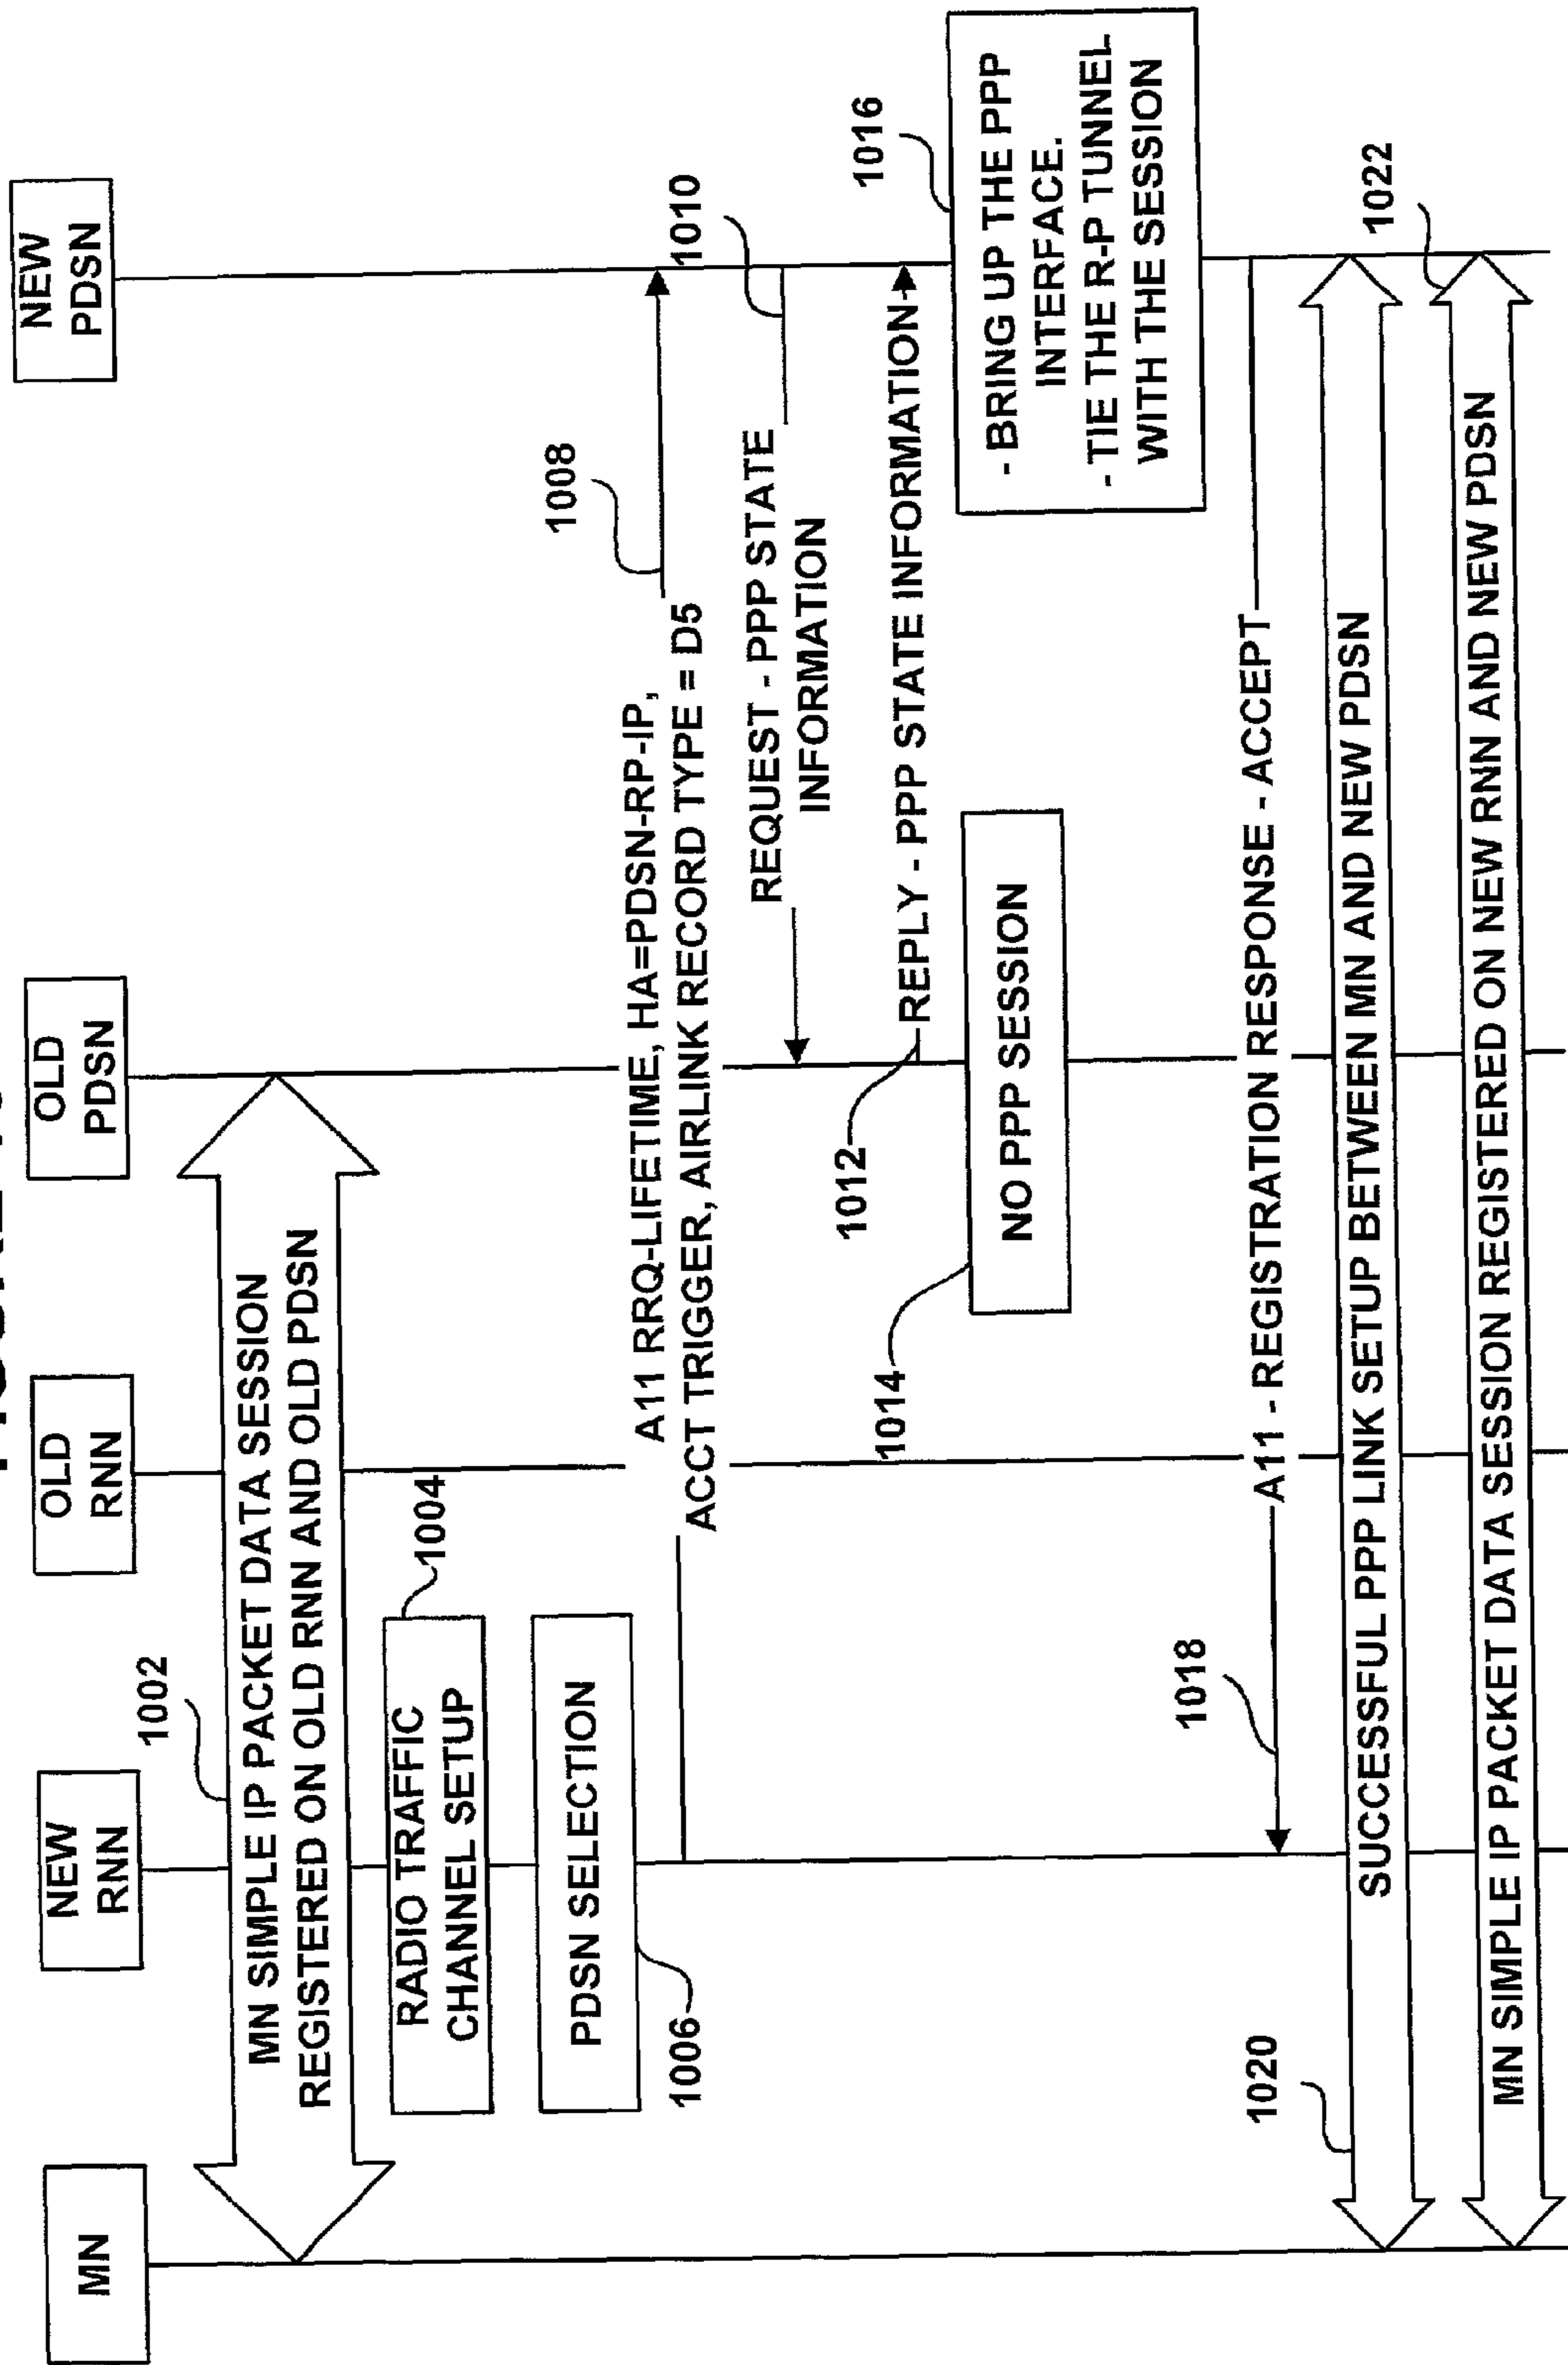 MN
NEW
RNN
OLD
RNN
OLD
PDSN
NEW
PDSN
1002
MN SIMPLE IP PACKET DATA SESSION
REGISTERED ON OLD RNN AND OLD PDSN
RADIO TRAFFIC
CHANNEL SETUP
1004
PDSN SELECTION
1006
A11 RRQ-LIFETIME, HA=PDSN-RP-IP,
ACCT TRIGGER, AIRLINK RECORD TYPE = D5
1008
REQUEST - PPP STATE
INFORMATION
1010
1012
REPLY - PPP STATE INFORMATION
1014
NO PPP SESSION
1016
- BRING UP THE PPP
INTERFACE.
- TIE THE R-P TUNNEL
WITH THE SESSION
1018
A11 - REGISTRATION RESPONSE - ACCEPT
1020
SUCCESSFUL PPP LINK SETUP BETWEEN MN AND NEW PDSN
1022
MN SIMPLE IP PACKET DATA SESSION REGISTERED ON NEW RNN AND NEW PDSN